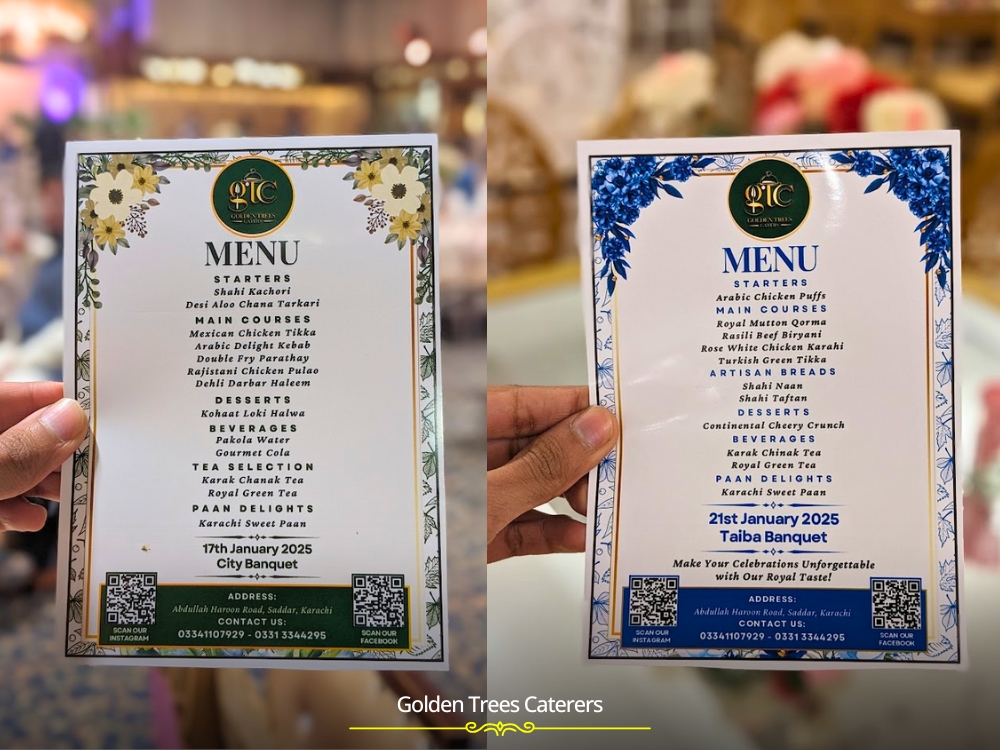 gTC
GOLDEN TREES
MENU
STARTERS
Shahi Kachori
Desi Aloo Chana Tarkari
MAIN COURSES
Mexican Chicken Tikka
Arabic Delight Kebab
Double Fry Parathay
Rajistani Chicken Pulao
Dehli Darbar Haleem
DESSERTS
Kohaat Loki Halwa
BEVERAGES
Pakola Water
Gourmet Cola
TEA SELECTION
Karak Chanak Tea
Royal Green Tea
PAAN DELIGHTS
Karachi Sweet Paan
17th January 2025
City Banquet
ADDRESS:
Abdullah Haroon Road, Saddar, Karachi
CONTACT US:
03341107929 - 0331 3344295
SCAN OUR
INSTAGRAM
SCAN OUR
FACEBOOK
gTC
GOLDEN TREES
MENU
STARTERS
Arabic Chicken Puffs
MAIN COURSES
Royal Mutton Qorma
Rasili Beef Biryani
Rose White Chicken Karahi
Turkish Green Tikka
ARTISAN BREADS
Shahi Naan
Shahi Taftan
DESSERTS
Continental Cheery Crunch
BEVERAGES
Karak Chinak Tea
Royal Green Tea
PAAN DELIGHTS
Karachi Sweet Paan
21st January 2025
Taiba Banquet
Make Your Celebrations Unforgettable
with Our Royal Taste!
ADDRESS:
Abdullah Haroon Road, Saddar, Karachi
CONTACT US:
03341107929 - 0331 3344295
SCAN OUR
INSTAGRAM
SCAN OUR
FACEBOOK
Golden Trees Caterers